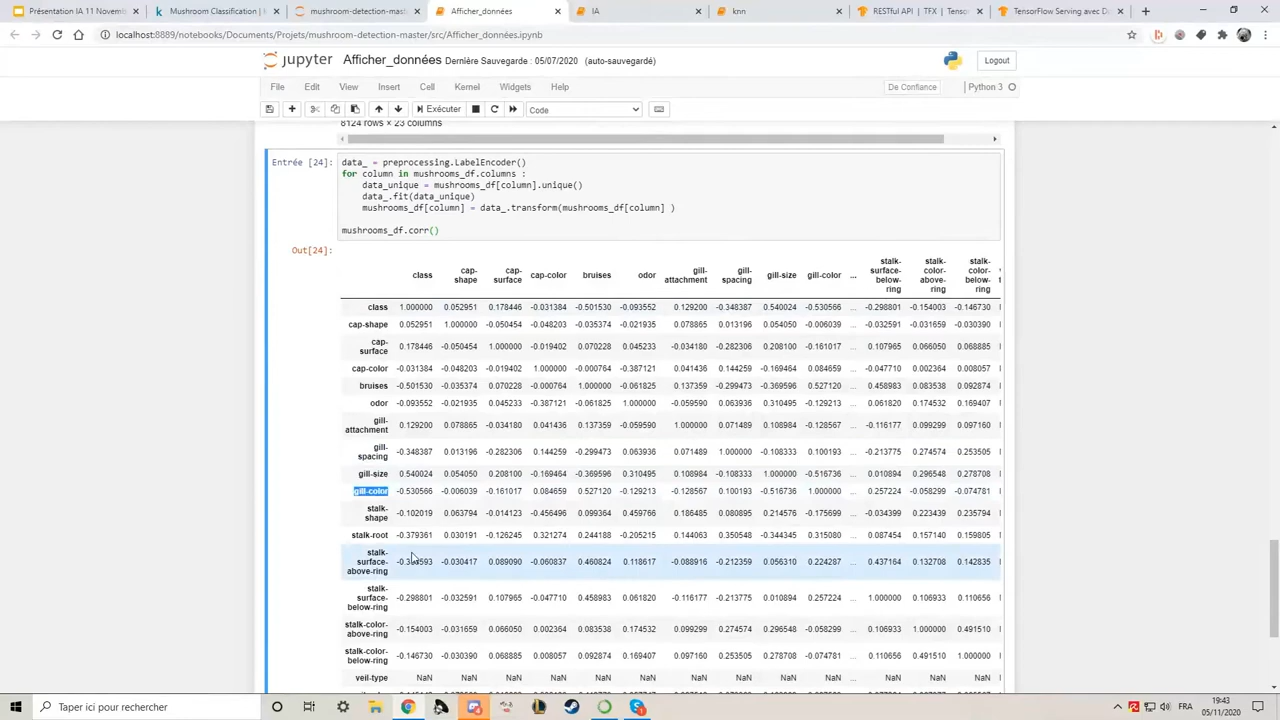 Présentation IA 11 Novemb
Mushroom Classification | M
mushroom-detection-mast
Afficher_données
IA
knn
RESTful API | TFX | Tensor
TensorFlow Serving avec Do
localhost:8889/notebooks/Documents/Projets/mushroom-detection-master/src/Afficher_données.ipynb
jupyter Afficher_données Dernière Sauvegarde : 05/07/2020 (auto-sauvegardé)
Logout
File Edit View Insert Cell Kernel Widgets Help
De Confiance
Python 3
Exécuter
Code
8124 rows × 23 columns
Entrée [24]:
data_ = preprocessing.LabelEncoder()
for column in mushrooms_df.columns :
data_unique = mushrooms_df[column].unique()
data_.fit(data_unique)
mushrooms_df[column] = data_.transform(mushrooms_df[column] )
mushrooms_df.corr()
Out[24]:
class cap-shape cap-surface cap-color bruises odor gill-attachment gill-spacing gill-size gill-color ... stalk-surface-below-ring stalk-color-above-ring stalk-color-below-ring
class 1.000000 0.052951 0.178446 -0.031384 -0.501530 -0.093552 0.129200 -0.348387 0.540024 -0.530566 ... -0.298801 -0.154003 -0.146730
cap-shape 0.052951 1.000000 -0.050454 -0.048203 -0.035374 -0.021935 0.078865 0.013196 0.054050 -0.006039 ... -0.032591 -0.031659 -0.030390
cap-surface 0.178446 -0.050454 1.000000 -0.019402 0.070228 0.045233 -0.034180 -0.282306 0.208100 -0.161017 ... 0.107965 0.066050 0.068885
cap-color -0.031384 -0.048203 -0.019402 1.000000 -0.000764 -0.387121 0.041436 0.144259 -0.169464 0.084659 ... -0.047710 0.002364 0.008057
bruises -0.501530 -0.035374 0.070228 -0.000764 1.000000 -0.061825 0.137359 -0.299473 -0.369596 0.527120 ... 0.458983 0.083538 0.092874
odor -0.093552 -0.021935 0.045233 -0.387121 -0.061825 1.000000 -0.059590 0.063936 0.310495 -0.129213 ... 0.061820 0.174532 0.169407
gill-attachment 0.129200 0.078865 -0.034180 0.041436 0.137359 -0.059590 1.000000 0.071489 0.108984 -0.128567 ... -0.116177 0.099299 0.097160
gill-spacing -0.348387 0.013196 -0.282306 0.144259 -0.299473 0.063936 0.071489 1.000000 -0.108333 0.100193 ... -0.213775 0.274574 0.253505
gill-size 0.540024 0.054050 0.208100 -0.169464 -0.369596 0.310495 0.108984 -0.108333 1.000000 -0.516736 ... 0.010894 0.296548 0.278708
gill-color -0.530566 -0.006039 -0.161017 0.084659 0.527120 -0.129213 -0.128567 0.100193 -0.516736 1.000000 ... 0.257224 -0.058299 -0.074781
stalk-shape -0.102019 0.063794 -0.014123 -0.456496 0.099364 0.459766 0.186485 0.080895 0.214576 -0.175699 ... -0.034399 0.223439 0.235794
stalk-root -0.379361 0.030191 -0.126245 0.321274 0.244188 -0.205215 0.144063 0.350548 -0.344345 0.315080 ... 0.087454 0.157140 0.159805
stalk-surface-above-ring -0.030417 0.089090 -0.060837 0.460824 0.118617 -0.088916 -0.212359 0.056310 0.224287 ... 0.437164 0.132708 0.142835
stalk-surface-below-ring -0.298801 -0.032591 0.107965 -0.047710 0.458983 0.061820 -0.116177 -0.213775 0.010894 0.257224 ... 1.000000 0.106933 0.110656
stalk-color-above-ring -0.154003 -0.031659 0.066050 0.002364 0.083538 0.174532 0.099299 0.274574 0.296548 -0.058299 ... 0.106933 1.000000 0.491510
stalk-color-below-ring -0.146730 -0.030390 0.068885 0.008057 0.092874 0.169407 0.097160 0.253505 0.278708 -0.074781 ... 0.110656 0.491510 1.000000
veil-type NaN NaN NaN NaN NaN NaN NaN NaN NaN NaN ... NaN NaN NaN
Taper ici pour rechercher
FRA
19:43
05/11/2020